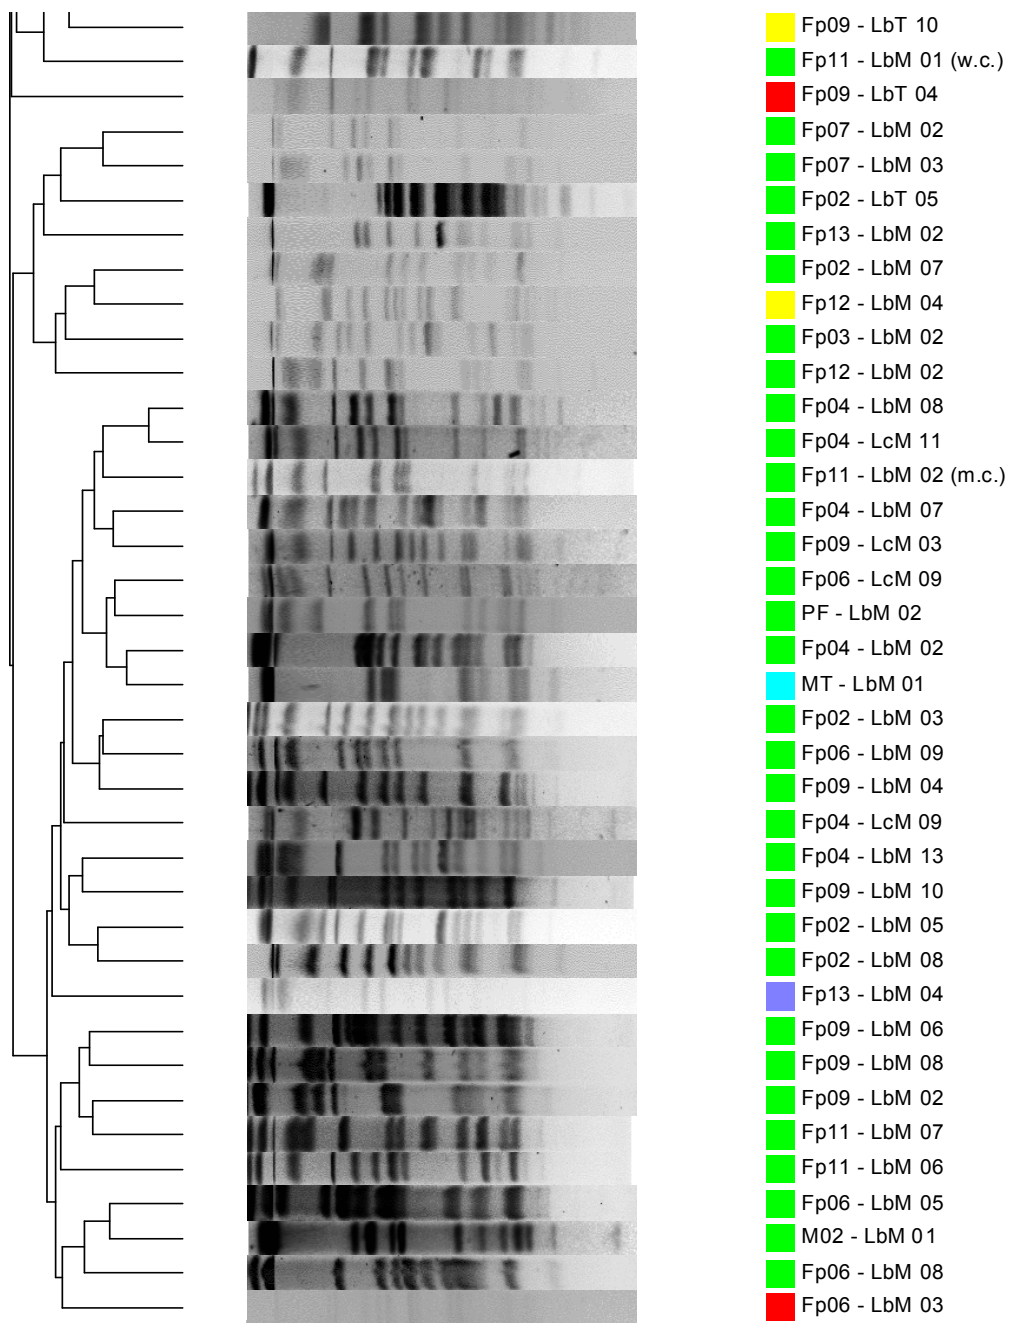 Fp09 - LbT 10
Fp11 - LbM 01 (w.c.)
Fp09 - LbT 04
Fp07 - LbM 02
Fp07 - LbM 03
Fp02 - LbT 05
Fp13 - LbM 02
Fp02 - LbM 07
Fp12 - LbM 04
Fp03 - LbM 02
Fp12 - LbM 02
Fp04 - LbM 08
Fp04 - LcM 11
Fp11 - LbM 02 (m.c.)
Fp04 - LbM 07
Fp09 - LcM 03
Fp06 - LcM 09
PF - LbM 02
Fp04 - LbM 02
MT - LbM 01
Fp02 - LbM 03
Fp06 - LbM 09
Fp09 - LbM 04
Fp04 - LcM 09
Fp04 - LbM 13
Fp09 - LbM 10
Fp02 - LbM 05
Fp02 - LbM 08
Fp13 - LbM 04
Fp09 - LbM 06
Fp09 - LbM 08
Fp09 - LbM 02
Fp11 - LbM 07
Fp11 - LbM 06
Fp06 - LbM 05
M02 - LbM 01
Fp06 - LbM 08
Fp06 - LbM 03